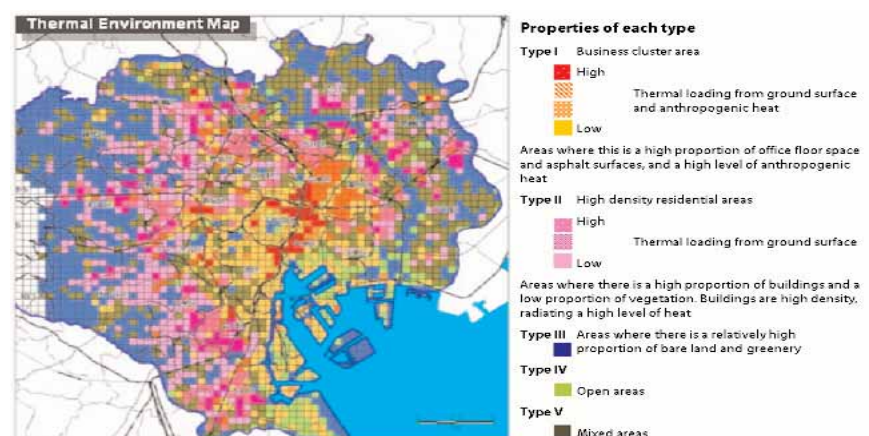 Thermal Environment Map
Properties of each type
Type I Business cluster area
High
Thermal loading from ground surface
and anthropogenic heat
Low
Areas where this is a high proportion of office floor space
and asphalt surfaces, and a high level of anthropogenic
heat
Type II High density residential areas
High
Thermal loading from ground surface
Low
Areas where there is a high proportion of buildings and a
low proportion of vegetation. Buildings are high density,
radiating a high level of heat
Type III Areas where there is a relatively high
proportion of bare land and greenery
Type IV
Open areas
Type V
Mixed areas